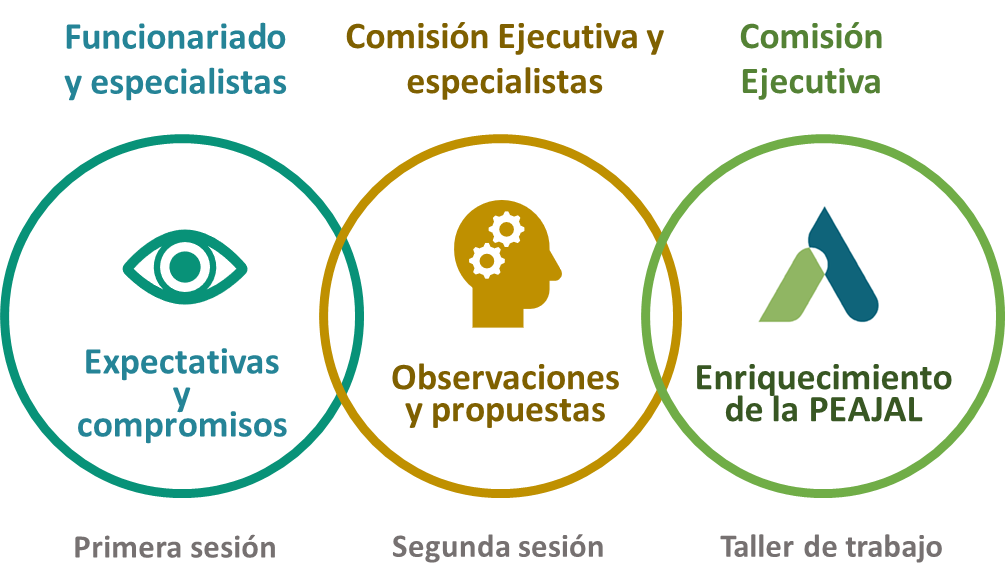 Funcionariado
y especialistas
Comisión Ejecutiva y
especialistas
Comisión
Ejecutiva
Expectativas
y
compromisos
Observaciones
y propuestas
Enriquecimiento
de la PEAJAL
Primera sesión
Segunda sesión
Taller de trabajo